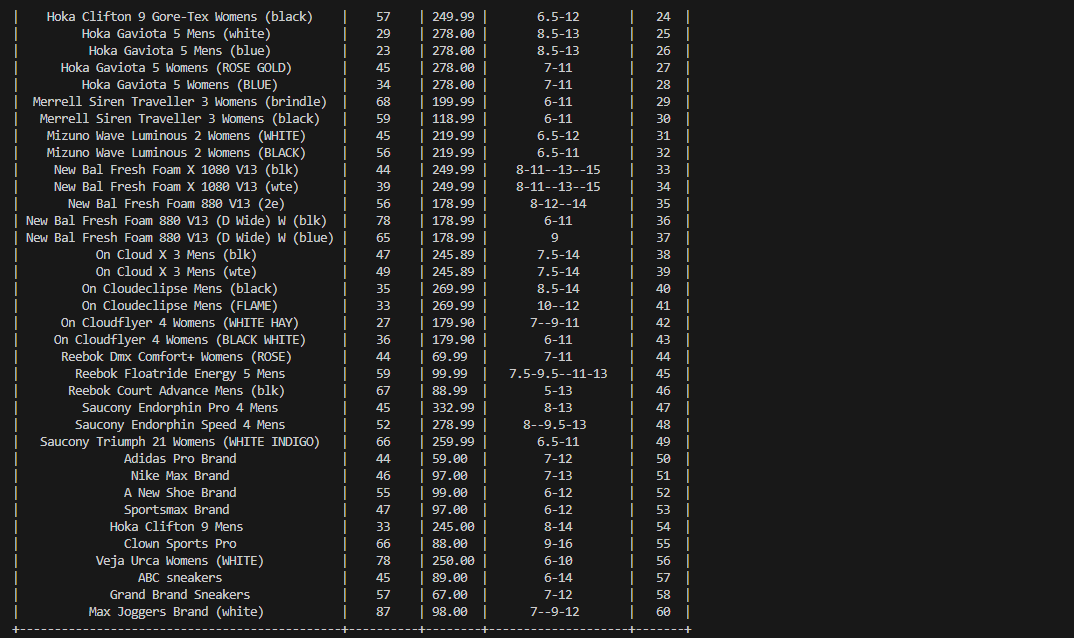 | Hoka Clifton 9 Gore-Tex Womens (black) | 57 | 249.99 | 6.5-12 | 24 |
| Hoka Gaviota 5 Mens (white) | 29 | 278.00 | 8.5-13 | 25 |
| Hoka Gaviota 5 Mens (blue) | 23 | 278.00 | 8.5-13 | 26 |
| Hoka Gaviota 5 Womens (ROSE GOLD) | 45 | 278.00 | 7-11 | 27 |
| Hoka Gaviota 5 Womens (BLUE) | 34 | 278.00 | 7-11 | 28 |
| Merrell Siren Traveller 3 Womens (brindle) | 68 | 199.99 | 6-11 | 29 |
| Merrell Siren Traveller 3 Womens (black) | 59 | 118.99 | 6-11 | 30 |
| Mizuno Wave Luminous 2 Womens (WHITE) | 45 | 219.99 | 6.5-12 | 31 |
| Mizuno Wave Luminous 2 Womens (BLACK) | 56 | 219.99 | 6.5-11 | 32 |
| New Bal Fresh Foam X 1080 V13 (blk) | 44 | 249.99 | 8-11--13--15 | 33 |
| New Bal Fresh Foam X 1080 V13 (wte) | 39 | 249.99 | 8-11--13--15 | 34 |
| New Bal Fresh Foam 880 V13 (2e) | 56 | 178.99 | 8-12--14 | 35 |
| New Bal Fresh Foam 880 V13 (D Wide) W (blk) | 78 | 178.99 | 6-11 | 36 |
| New Bal Fresh Foam 880 V13 (D Wide) W (blue) | 65 | 178.99 | 9 | 37 |
| On Cloud X 3 Mens (blk) | 47 | 245.89 | 7.5-14 | 38 |
| On Cloud X 3 Mens (wte) | 49 | 245.89 | 7.5-14 | 39 |
| On Cloudeclipse Mens (black) | 35 | 269.99 | 8.5-14 | 40 |
| On Cloudeclipse Mens (FLAME) | 33 | 269.99 | 10--12 | 41 |
| On Cloudflyer 4 Womens (WHITE HAY) | 27 | 179.90 | 7--9-11 | 42 |
| On Cloudflyer 4 Womens (BLACK WHITE) | 36 | 179.90 | 6-11 | 43 |
| Reebok Dmx Comfort+ Womens (ROSE) | 44 | 69.99 | 7-11 | 44 |
| Reebok Floatride Energy 5 Mens | 59 | 99.99 | 7.5-9.5--11-13 | 45 |
| Reebok Court Advance Mens (blk) | 67 | 88.99 | 5-13 | 46 |
| Saucony Endorphin Pro 4 Mens | 45 | 332.99 | 8-13 | 47 |
| Saucony Endorphin Speed 4 Mens | 52 | 278.99 | 8--9.5-13 | 48 |
| Saucony Triumph 21 Womens (WHITE INDIGO) | 66 | 259.99 | 6.5-11 | 49 |
| Adidas Pro Brand | 44 | 59.00 | 7-12 | 50 |
| Nike Max Brand | 46 | 97.00 | 7-13 | 51 |
| A New Shoe Brand | 55 | 99.00 | 6-12 | 52 |
| Sportsmax Brand | 47 | 97.00 | 6-12 | 53 |
| Hoka Clifton 9 Mens | 33 | 245.00 | 8-14 | 54 |
| Clown Sports Pro | 66 | 88.00 | 9-16 | 55 |
| Veja Urca Womens (WHITE) | 78 | 250.00 | 6-10 | 56 |
| ABC sneakers | 45 | 89.00 | 6-14 | 57 |
| Grand Brand Sneakers | 57 | 67.00 | 7-12 | 58 |
| Max Joggers Brand (white) | 87 | 98.00 | 7--9-12 | 60 |